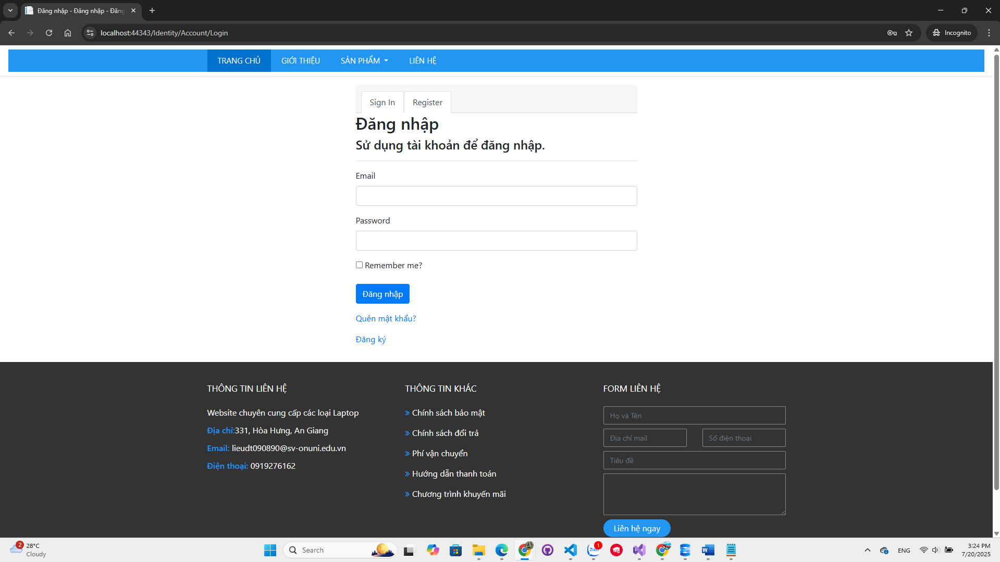 Đăng nhập - Đăng nhập - Đăng
localhost:44343/Identity/Account/Login
Incognito
TRANG CHỦ
GIỚI THIỆU
SẢN PHẨM
LIÊN HỆ
Sign In
Register
Đăng nhập
Sử dụng tài khoản để đăng nhập.
Email
Password
Remember me?
Đăng nhập
Quên mật khẩu?
Đăng ký
THÔNG TIN LIÊN HỆ
Website chuyên cung cấp các loại Laptop
Địa chỉ:331, Hòa Hưng, An Giang
Email: lieudt090890@sv-onuni.edu.vn
Điện thoại: 0919276162
THÔNG TIN KHÁC
» Chính sách bảo mật
» Chính sách đổi trả
» Phí vận chuyển
» Hướng dẫn thanh toán
» Chương trình khuyến mãi
FORM LIÊN HỆ
Họ và Tên
Địa chỉ mail
Số điện thoại
Tiêu đề
Liên hệ ngay
2
28°C
Cloudy
Search
Zalo
1
ENG
3:24 PM
7/20/2025